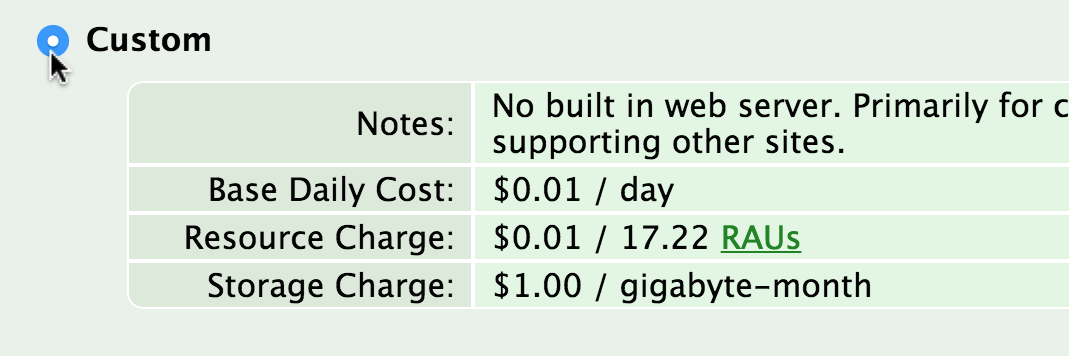 Custom
Notes:
No built in web server. Primarily for
supporting other sites.
Base Daily Cost:
$0.01 / day
Resource Charge:
$0.01 / 17.22 RAUs
Storage Charge:
$1.00 / gigabyte-month